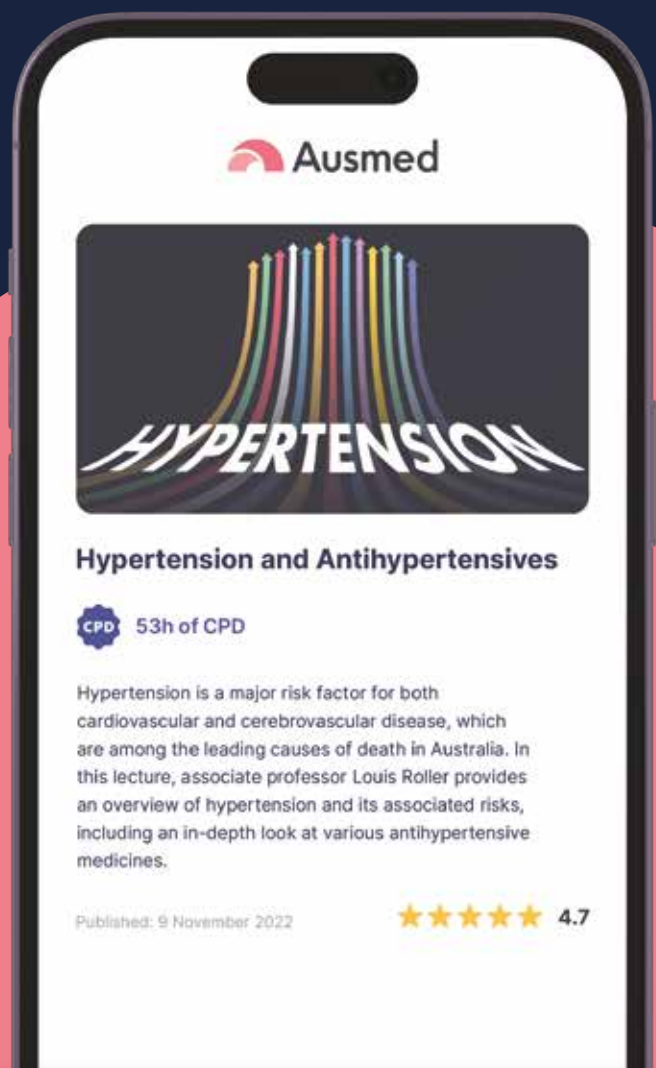 Ausmed
HYPERTENSION
Hypertension and Antihypertensives
CPD 53h of CPD
Hypertension is a major risk factor for both
cardiovascular and cerebrovascular disease, which
are among the leading causes of death in Australia. In
this lecture, associate professor Louis Roller provides
an overview of hypertension and its associated risks,
including an in-depth look at various antihypertensive
medicines.
Published: 9 November 2022 4.7